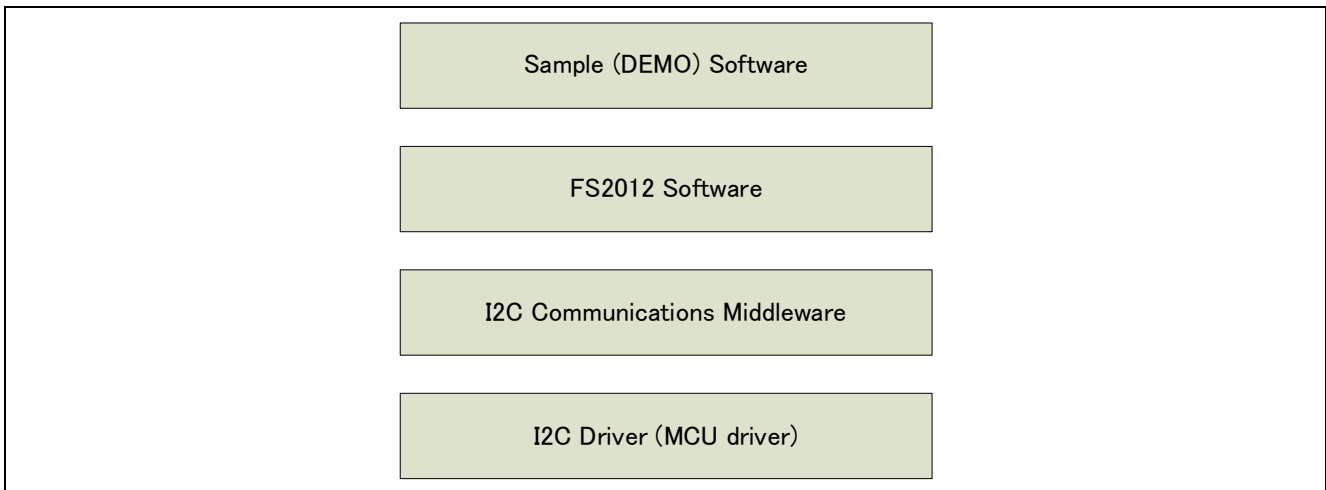 Sample (DEMO) Software
FS2012 Software
I2C Communications Middleware
I2C Driver (MCU driver)